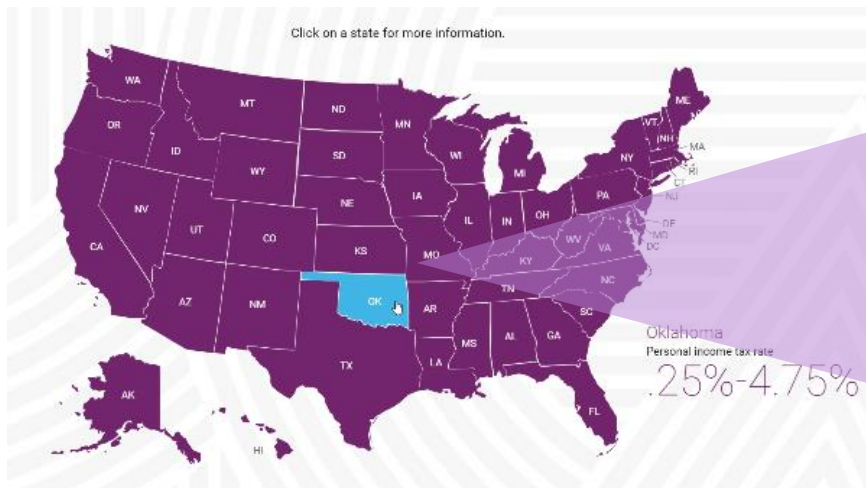 Click on a state for more information.
WA
MT
ND
MN
ME
VT
NH
OR
ID
SD
WI
MI
NY
MA
RI
CT
WY
IA
PA
NJ
NE
NV
UT
CO
IL
IN
OH
DE
MD
DC
WV
VA
KS
MO
KY
CA
NC
TN
AZ
NM
OK
AR
SC
MS
AL
GA
TX
LA
FL
AK
HI
Oklahoma
Personal income tax rate
.25%-4.75%